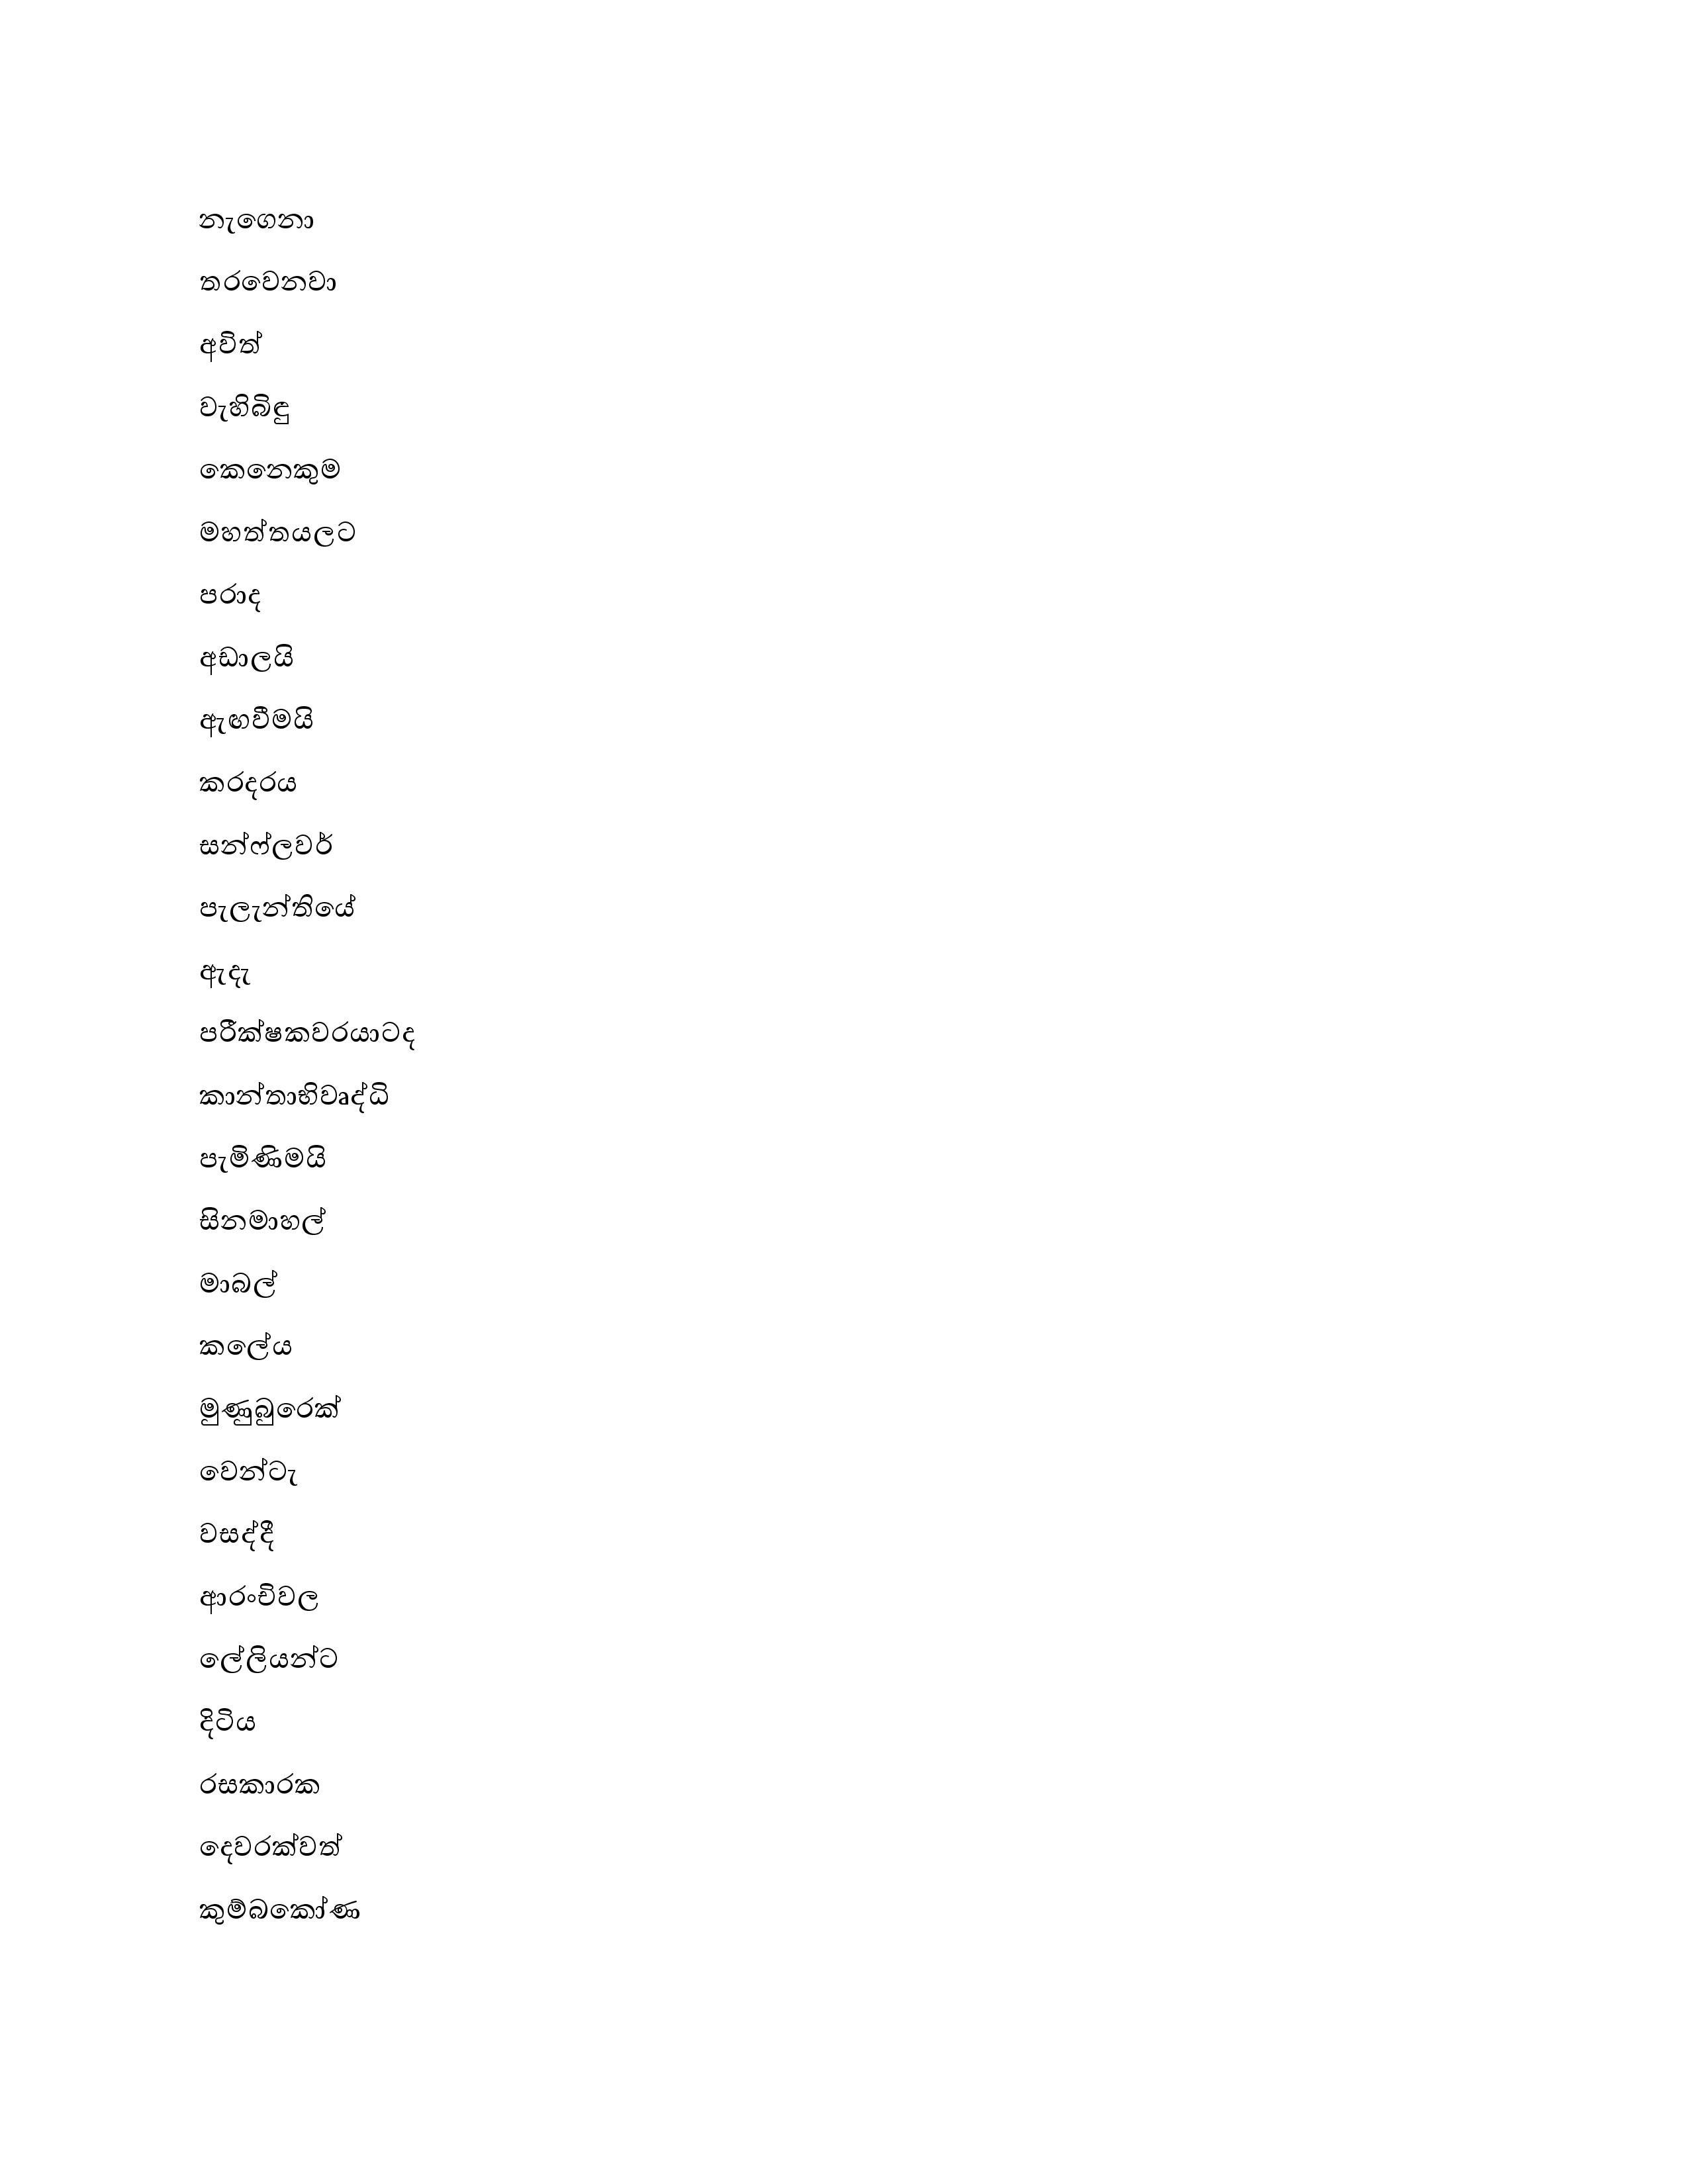 නැගෙනා
තරවෙනවා
අවිත්
වැහිබිඳු
කෙනෙකුම
මහත්තයලට
පරාද
අඩාලයි
ඇඟවීමයි
කරදරය
සන්ෆ්ලවර්
පැලැන්තියේ
ඇදැ
පරීක්ෂකවරයාටද
කාන්තාභිවෘද්ධි
පැමිණිමයි
සිනමාහල්
මාබල්
කලේය
මුණුබුරෙක්
වෙන්ටැ
වසද්දී
ආරංචිවල
ලේලියන්ට
දිටිය
රසකාරක
දෙවරක්වත්
කුම්බකෝණ